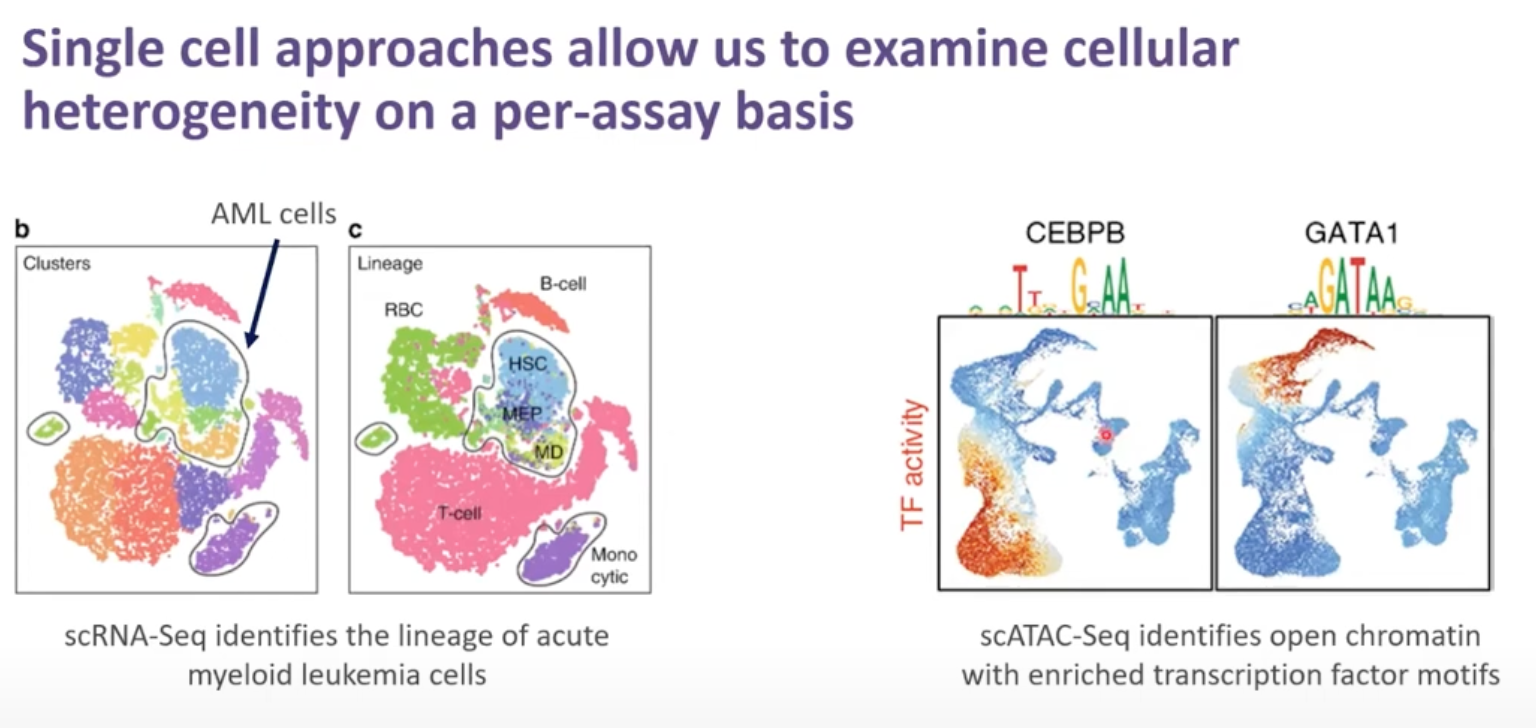 Single cell approaches allow us to examine cellular
heterogeneity on a per-assay basis
AML cells
b
c
Clusters
Lineage
B-cell
RBC
HSC
MEP
MD
T-cell
Mono
cytic
scRNA-Seq identifies the lineage of acute
myeloid leukemia cells
CEBPB
GATA1
TF activity
scATAC-Seq identifies open chromatin
with enriched transcription factor motifs